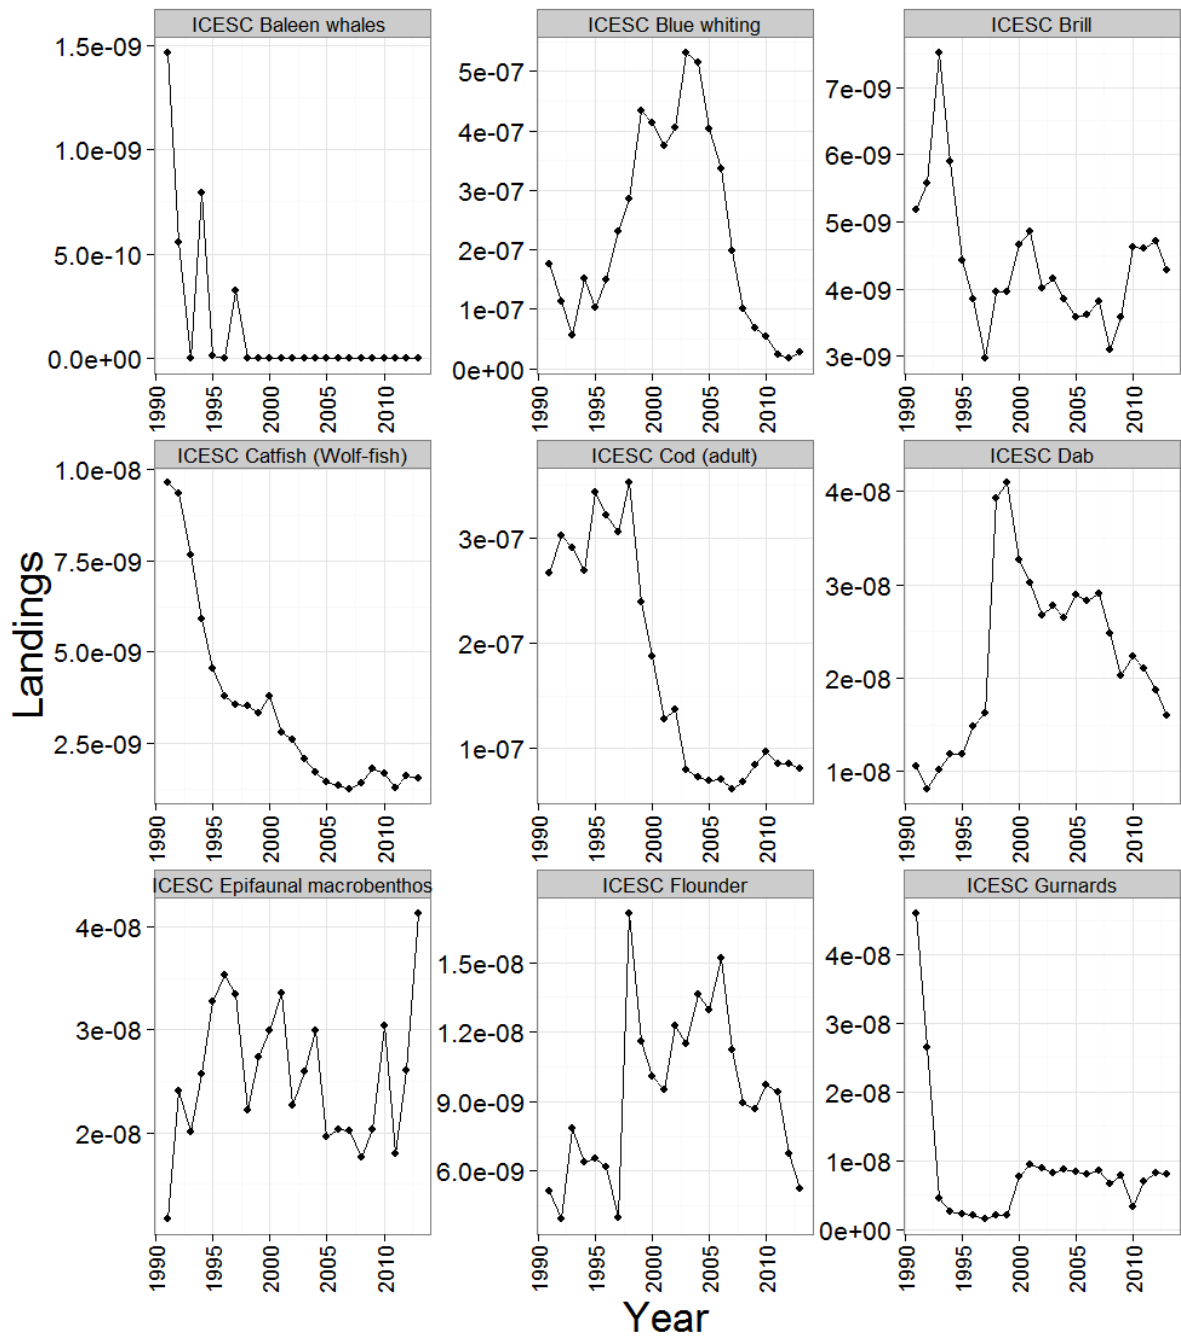 ICESC Baleen whales
ICESC Blue whiting
ICESC Brill
1.5e-09
1.0e-09
5.0e-10
0.0e+00
5e-07
4e-07
3e-07
2e-07
1e-07
0e+00
7e-09
6e-09
5e-09
4e-09
3e-09
1990 1995 2000 2005 2010
1990 1995 2000 2005 2010
1990 1995 2000 2005 2010
ICESC Catfish (Wolf-fish)
ICESC Cod (adult)
ICESC Dab
Landings
1.0e-08
7.5e-09
5.0e-09
2.5e-09
3e-07
2e-07
1e-07
4e-08
3e-08
2e-08
1e-08
1990 1995 2000 2005 2010
1990 1995 2000 2005 2010
1990 1995 2000 2005 2010
ICESC Epifaunal macrobenthos
ICESC Flounder
ICESC Gurnards
4e-08
3e-08
2e-08
1.5e-08
1.2e-08
9.0e-09
6.0e-09
4e-08
3e-08
2e-08
1e-08
0e+00
1990 1995 2000 2005 2010
1990 1995 2000 2005 2010
1990 1995 2000 2005 2010
Year